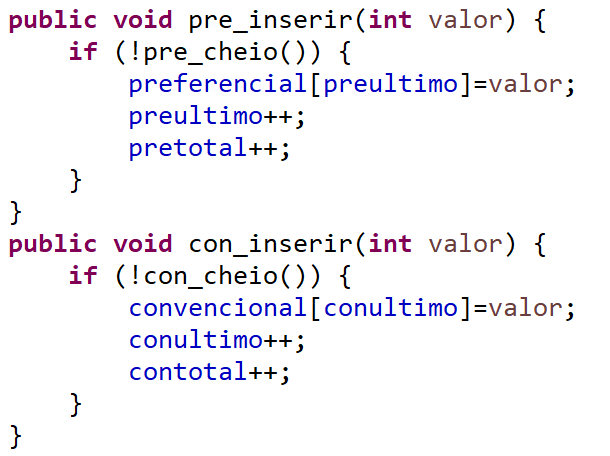 public void pre_inserir(int valor) {
    if (!pre_cheio()) {
        preferencial[preultimo]=valor;
        preultimo++;
        pretotal++;
    }
}
public void con_inserir(int valor) {
    if (!con_cheio()) {
        convencional[conultimo]=valor;
        conultimo++;
        contotal++;
    }
}